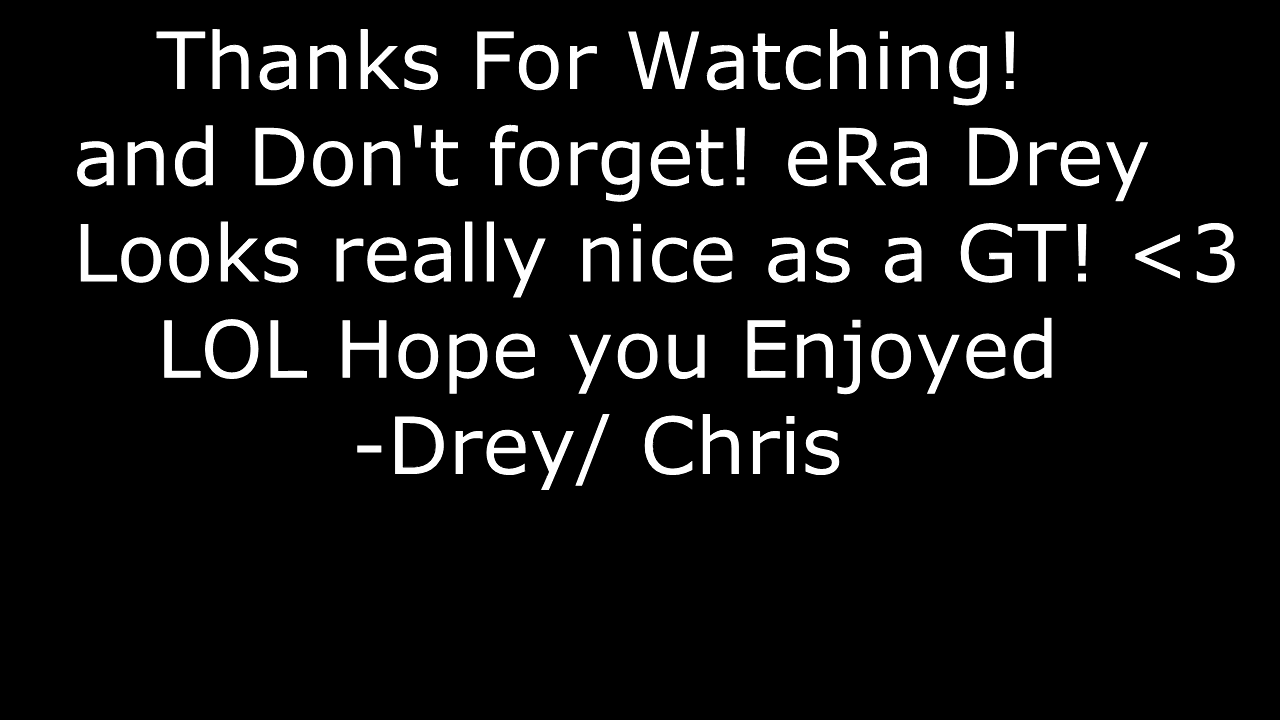 Thanks For Watching!
and Don't forget! eRa Drey
Looks really nice as a GT! <3
LOL Hope you Enjoyed
-Drey/ Chris